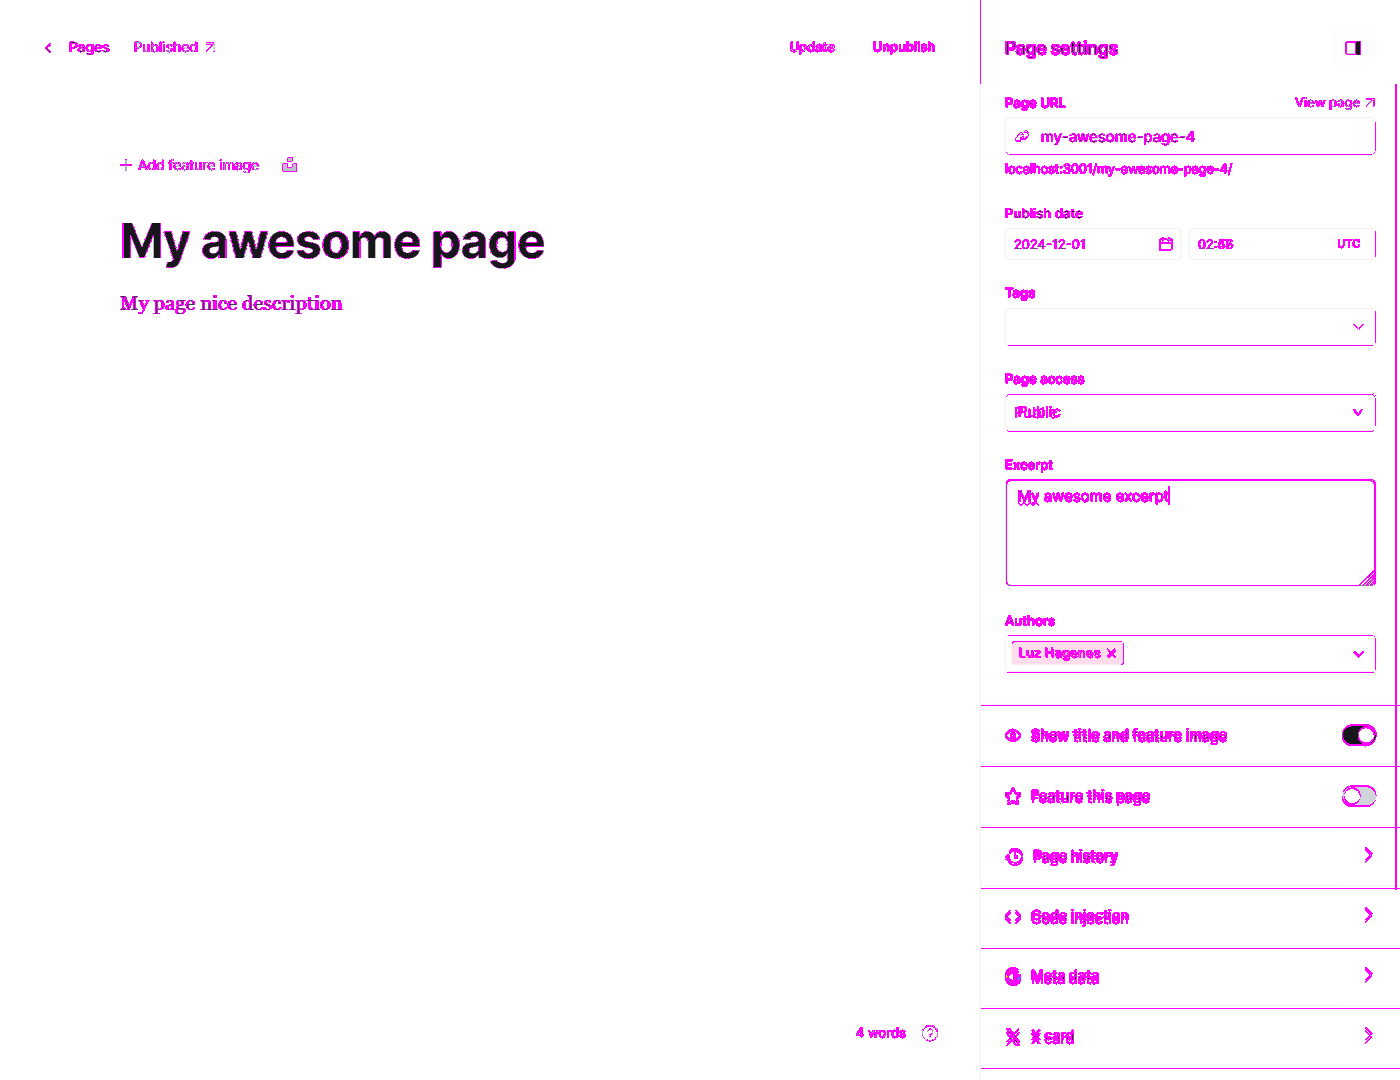 Pages Published
Update Unpublish
Page settings
Page URL
View page
my-awesome-page-4
localhost:3001/my-awesome-page-4/
Add feature image
My awesome page
My page nice description
Publish date
2024-12-01
UTC
Tags
Page access
Public
Excerpt
My awesome excerpt
Authors
Luz Hagenes
Show title and feature image
Feature this page
Page history
Code injection
Meta data
X card
4 words